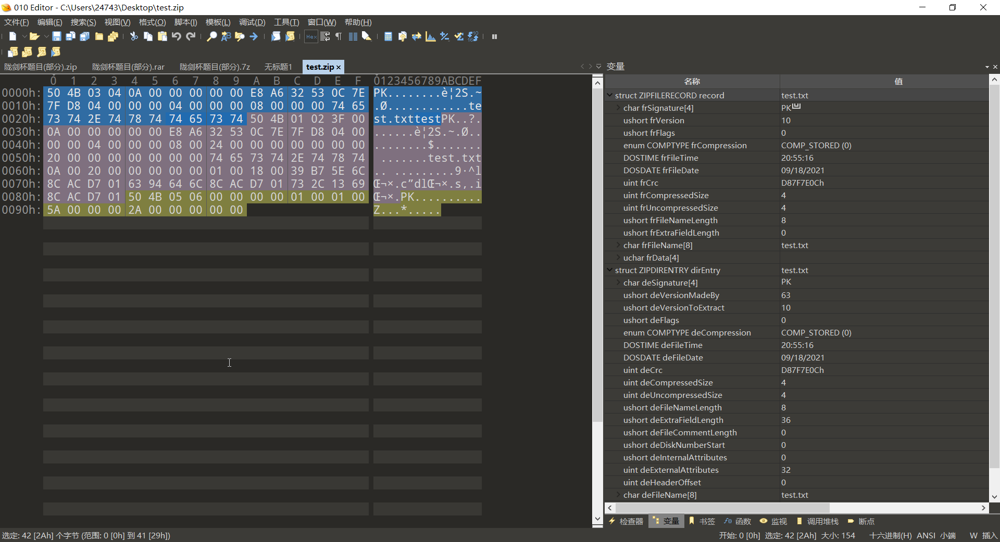 010 Editor - C:\Users\24743\Desktop\test.zip
文件(F) 编辑(E) 搜索(S) 视图(V) 格式(O) 脚本(I) 模板(L) 调试(D) 工具(T) 窗口(W) 帮助(H)
Hex
陇剑杯题目(部分).zip 陇剑杯题目(部分).rar 陇剑杯题目(部分).7z 无标题1 test.zip ×
0 1 2 3 4 5 6 7 8 9 A B C D E F 0123456789ABCDEF
0000h: 50 4B 03 04 0A 00 00 00 00 00 E8 A6 32 53 0C 7E PK........è¦2S.~
0010h: 7F D8 04 00 00 00 04 00 00 00 08 00 00 00 74 65 .Ø............te
0020h: 73 74 2E 74 78 74 74 65 73 74 50 4B 01 02 3F 00 st.txttestPK..?.
0030h: 0A 00 00 00 00 00 E8 A6 32 53 0C 7E 7F D8 04 00 ......è¦2S.~.Ø..
0040h: 00 00 04 00 00 00 08 00 24 00 00 00 00 00 00 00 ........$.......
0050h: 20 00 00 00 00 00 00 00 74 65 73 74 2E 74 78 74 .......test.txt
0060h: 0A 00 20 00 00 00 00 00 01 00 18 00 39 B7 5E 6C .. .........9·^l
0070h: 8C AC D7 01 63 94 64 6C 8C AC D7 01 73 2C 13 69 Œ¬×.c”dlŒ¬×.s,.i
0080h: 8C AC D7 01 50 4B 05 06 00 00 00 00 01 00 01 00 Œ¬×.PK..........
0090h: 5A 00 00 00 2A 00 00 00 00 00 Z...*.....
变量
名称 值
struct ZIPFILERECORD record test.txt
char frSignature[4] PK
ushort frVersion 10
ushort frFlags 0
enum COMPTYPE frCompression COMP_STORED (0)
DOSTIME frFileTime 20:55:16
DOSDATE frFileDate 09/18/2021
uint frCrc D87F7E0Ch
uint frCompressedSize 4
uint frUncompressedSize 4
ushort frFileNameLength 8
ushort frExtraFieldLength 0
char frFileName[8] test.txt
uchar frData[4]
struct ZIPDIRENTRY dirEntry test.txt
char deSignature[4] PK
ushort deVersionMadeBy 63
ushort deVersionToExtract 10
ushort deFlags 0
enum COMPTYPE deCompression COMP_STORED (0)
DOSTIME deFileTime 20:55:16
DOSDATE deFileDate 09/18/2021
uint deCrc D87F7E0Ch
uint deCompressedSize 4
uint deUncompressedSize 4
ushort deFileNameLength 8
ushort deExtraFieldLength 36
ushort deFileCommentLength 0
ushort deDiskNumberStart 0
ushort deInternalAttributes 0
uint deExternalAttributes 32
uint deHeaderOffset 0
char deFileName[8] test.txt
检查器 变量 书签 f() 函数 监视 调用堆栈 断点
选定: 42 [2Ah] 个字节 (范围: 0 [0h] 到 41 [29h]) 开始: 0 [0h] 选定: 42 [2Ah] 大小: 154 十六进制(H) ANSI 小端 W 插入